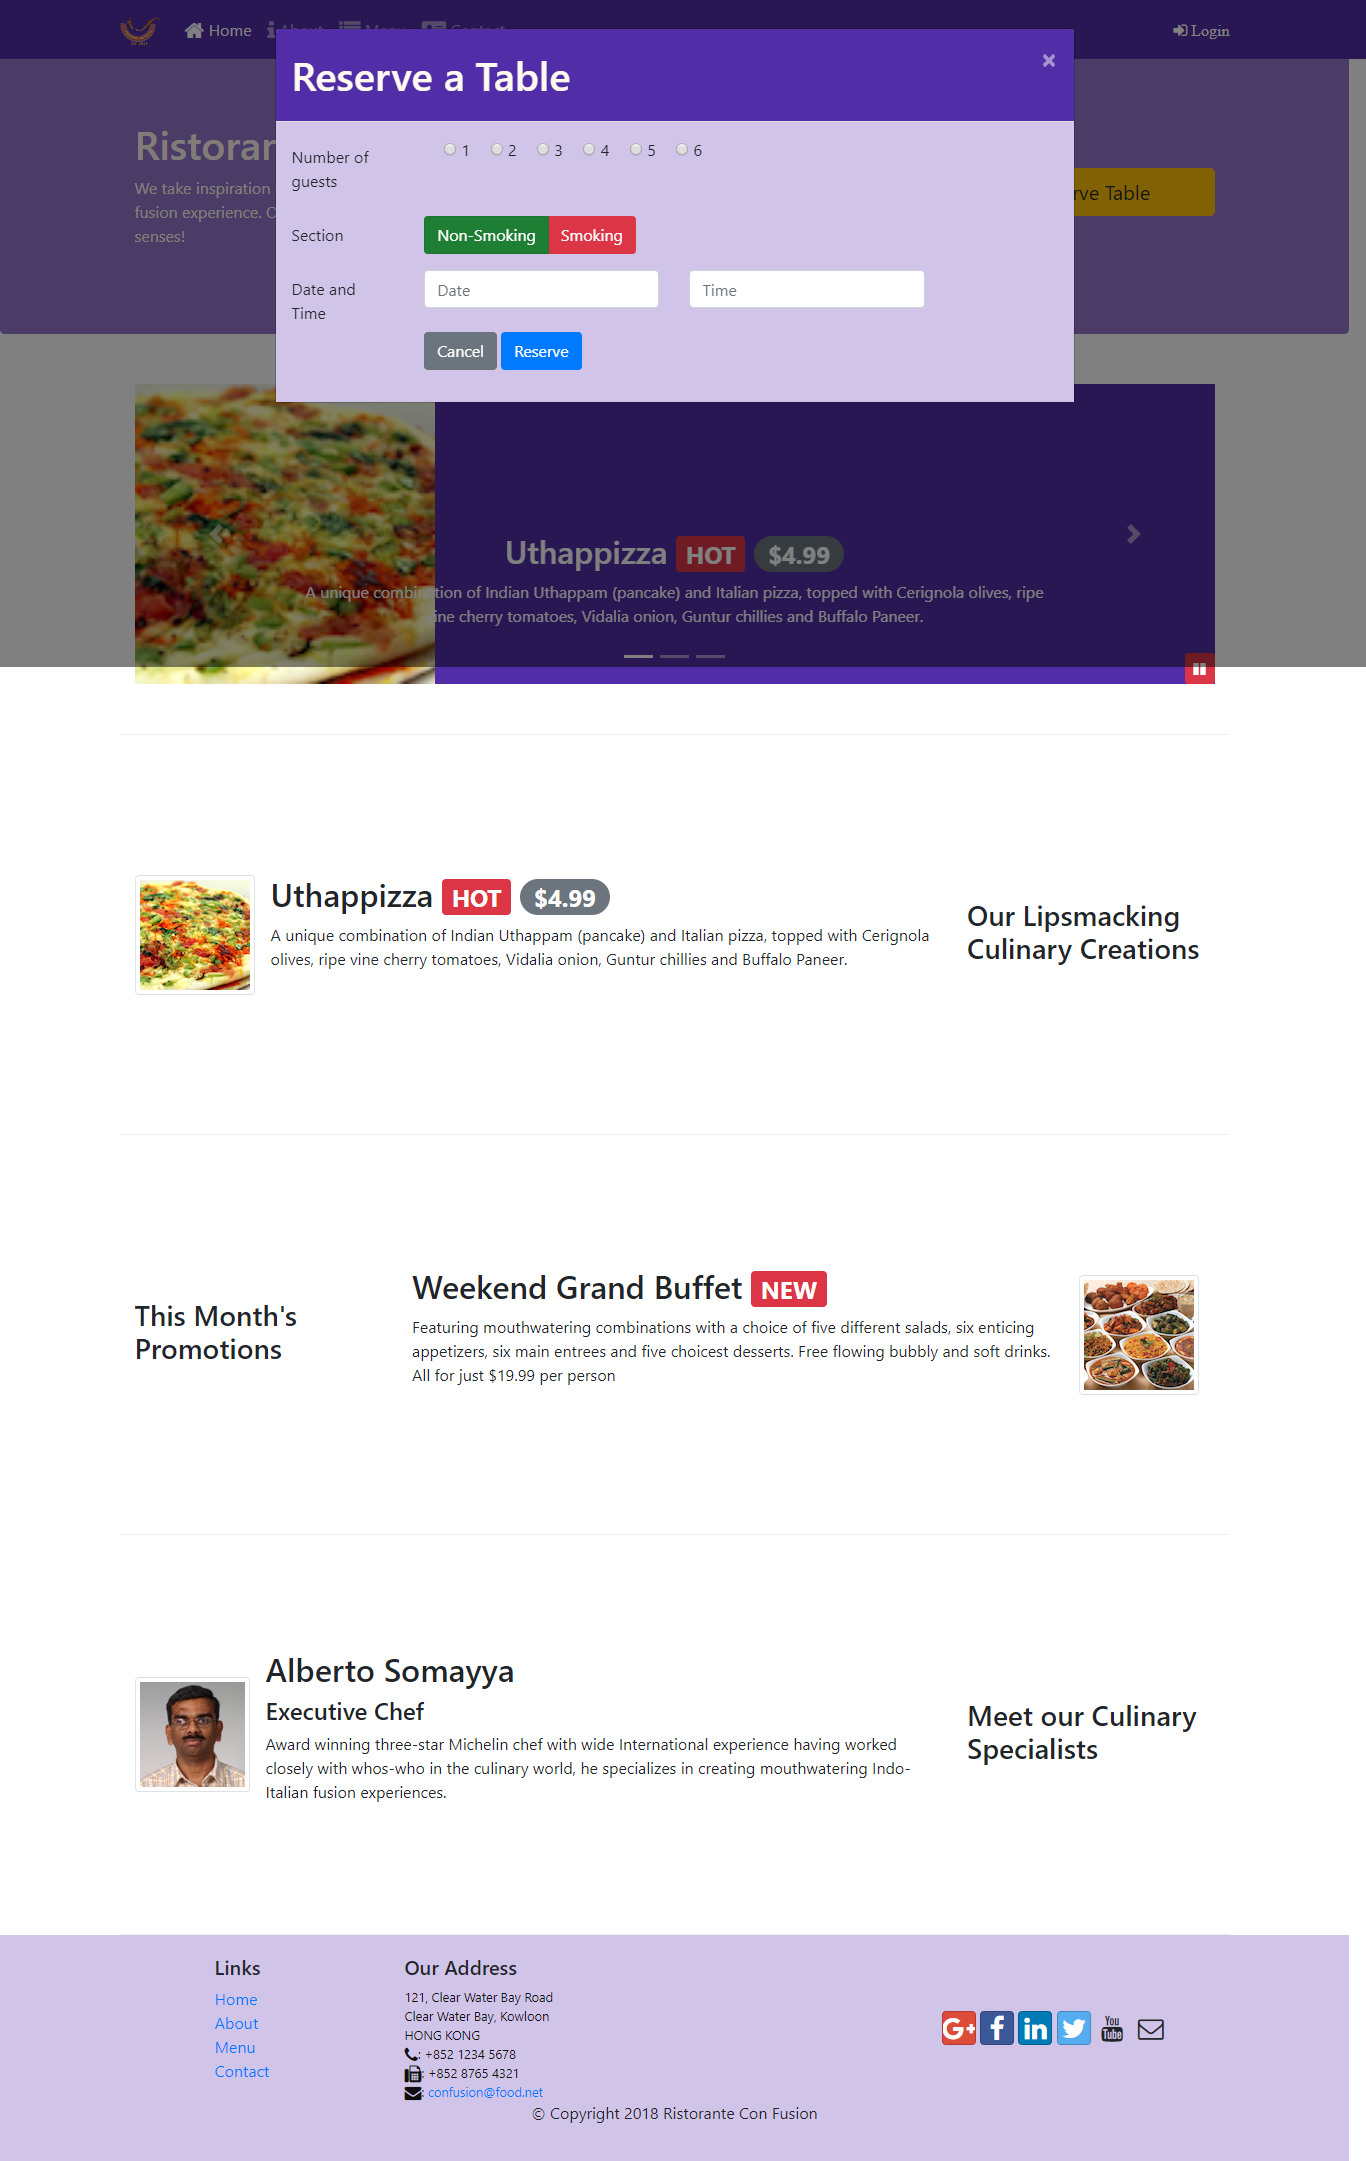 Home About Menu Contact Login
Reserve a Table ×
Ristoran
We take inspiration
fusion experience. C
senses!
rve Table
Number of
guests
1 2 3 4 5 6
Section
Non-Smoking Smoking
Date and
Time
Date Time
Cancel Reserve
Uthappizza HOT $4.99
A unique combination of Indian Uthappam (pancake) and Italian pizza, topped with Cerignola olives, ripe
vine cherry tomatoes, Vidalia onion, Guntur chillies and Buffalo Paneer.
Uthappizza HOT $4.99
A unique combination of Indian Uthappam (pancake) and Italian pizza, topped with Cerignola
olives, ripe vine cherry tomatoes, Vidalia onion, Guntur chillies and Buffalo Paneer.
Our Lipsmacking
Culinary Creations
This Month's
Promotions
Weekend Grand Buffet NEW
Featuring mouthwatering combinations with a choice of five different salads, six enticing
appetizers, six main entrees and five choicest desserts. Free flowing bubbly and soft drinks.
All for just $19.99 per person
Alberto Somayya
Executive Chef
Award winning three-star Michelin chef with wide International experience having worked
closely with whos-who in the culinary world, he specializes in creating mouthwatering Indo-
Italian fusion experiences.
Meet our Culinary
Specialists
Links
Home
About
Menu
Contact
Our Address
121, Clear Water Bay Road
Clear Water Bay, Kowloon
HONG KONG
: +852 1234 5678
: +852 8765 4321
: confusion@food.net
G+ f in You Tube
© Copyright 2018 Ristorante Con Fusion